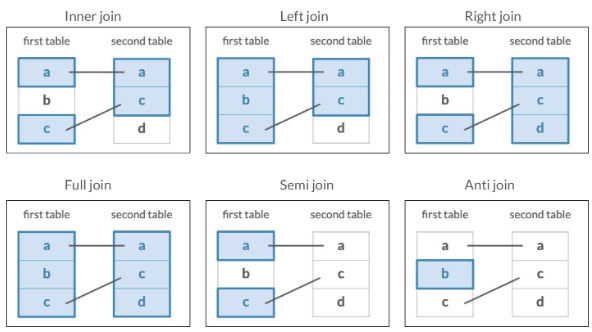 Inner join
first table second table
a a
b c
c d
Left join
first table second table
a a
b c
c d
Right join
first table second table
a a
b c
c d
Full join
first table second table
a a
b c
c d
Semi join
first table second table
a a
b c
c d
Anti join
first table second table
a a
b c
c d